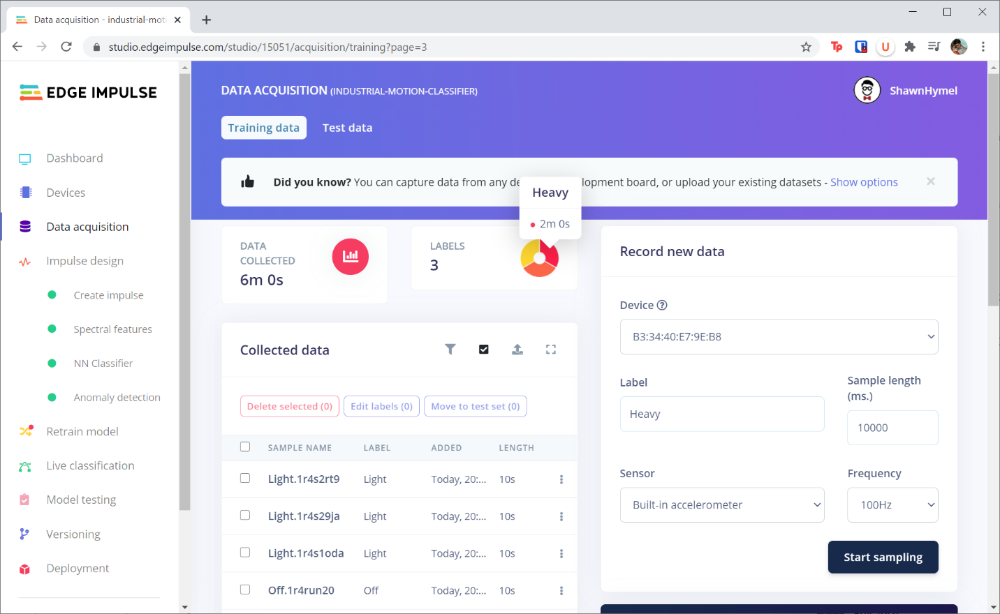 Data acquisition - industrial-moti
studio.edgeimpulse.com/studio/15051/acquisition/training?page=3
Tp
U
EDGE IMPULSE
Dashboard
Devices
Data acquisition
Impulse design
Create impulse
Spectral features
NN Classifier
Anomaly detection
Retrain model
Live classification
Model testing
Versioning
Deployment
DATA ACQUISITION (INDUSTRIAL-MOTION-CLASSIFIER)
ShawnHymel
Training data
Test data
Did you know? You can capture data from any de lopment board, or upload your existing datasets - Show options
Heavy
2m 0s
DATA
COLLECTED
6m 0s
LABELS
3
Collected data
Delete selected (0)
Edit labels (0)
Move to test set (0)
SAMPLE NAME LABEL ADDED LENGTH
Light.1r4s2rt9 Light Today, 20:... 10s
Light.1r4s29ja Light Today, 20:... 10s
Light.1r4s1oda Light Today, 20:... 10s
Off.1r4run20 Off Today, 20:... 10s
Record new data
Device
B3:34:40:E7:9E:B8
Label
Heavy
Sample length
(ms.)
10000
Sensor
Built-in accelerometer
Frequency
100Hz
Start sampling